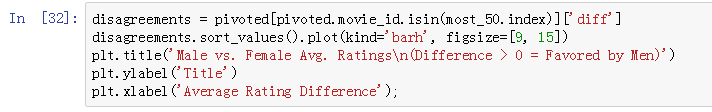 In [32]: disagreements = pivoted[pivoted.movie_id.isin(most_50.index)]['diff']
disagreements.sort_values().plot(kind='barh', figsize=[9, 15])
plt.title('Male vs. Female Avg. Ratings\n(Difference > 0 = Favored by Men)')
plt.ylabel('Title')
plt.xlabel('Average Rating Difference');